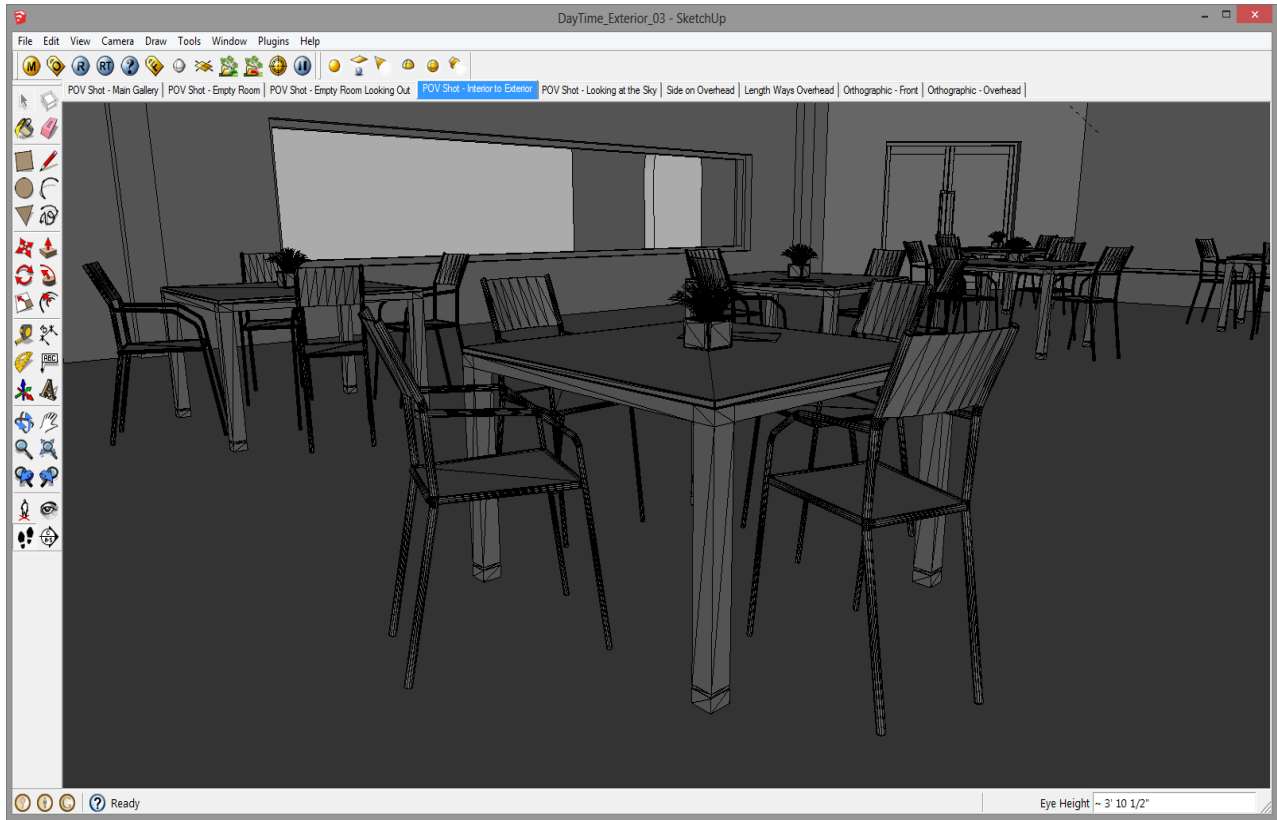 DayTime_Exterior_03 - SketchUp
File Edit View Camera Draw Tools Window Plugins Help
M R RT ?
POV Shot - Main Gallery POV Shot - Empty Room POV Shot - Empty Room Looking Out POV Shot - Interior to Exterior POV Shot - Looking at the Sky Side on Overhead Length Ways Overhead Orthographic - Front Orthographic - Overhead
ABC
A
? Ready
Eye Height ~ 3' 10 1/2"